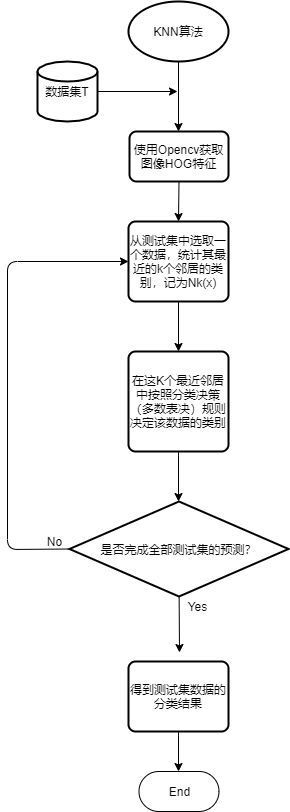 KNN算法
数据集T
使用Opencv获取
图像HOG特征
从测试集中选取一
个数据，统计其最
近的k个邻居的类
别，记为Nk(x)
在这K个最近邻居
中按照分类决策
（多数表决）规则
决定该数据的类别
是否完成全部测试集的预测?
No
Yes
得到测试集数据的
分类结果
End